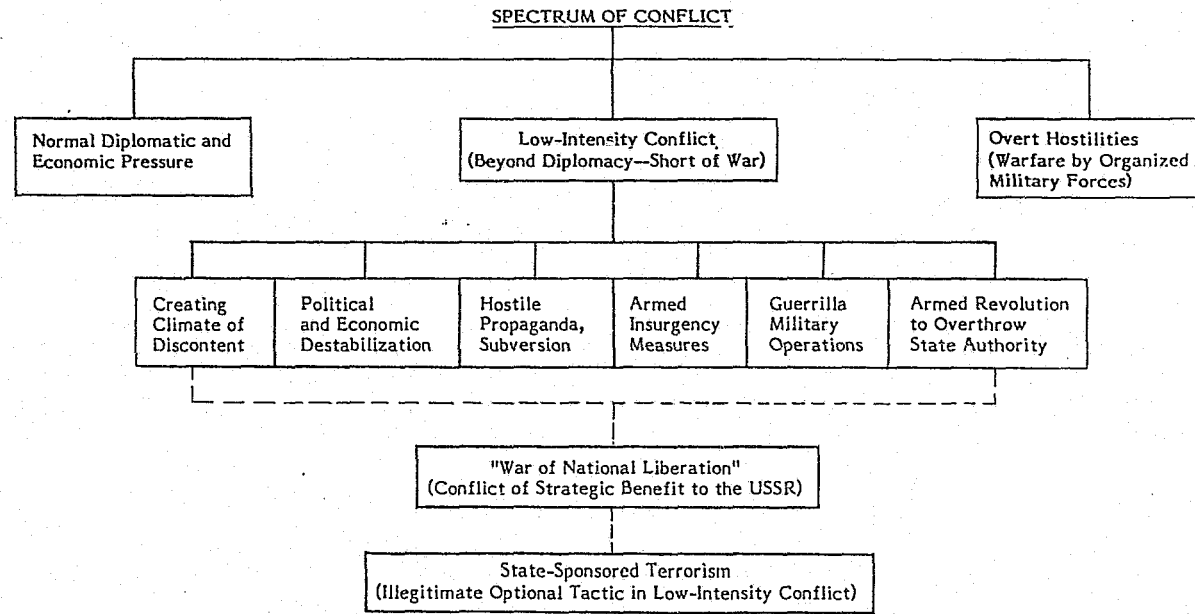 SPECTRUM OF CONFLICT
Normal Diplomatic and
Economic Pressure
Low-Intensity Conflict
(Beyond Diplomacy—Short of War)
Overt Hostilities
(Warfare by Organized
Military Forces)
Creating
Climate of
Discontent
Political
and Economic
Destabilization
Hostile
Propaganda,
Subversion
Armed
Insurgency
Measures
Guerrilla
Military
Operations
Armed Revolution
to Overthrow
State Authority
"War of National Liberation"
(Conflict of Strategic Benefit to the USSR)
State-Sponsored Terrorism
(Illegitimate Optional Tactic in Low-Intensity Conflict)